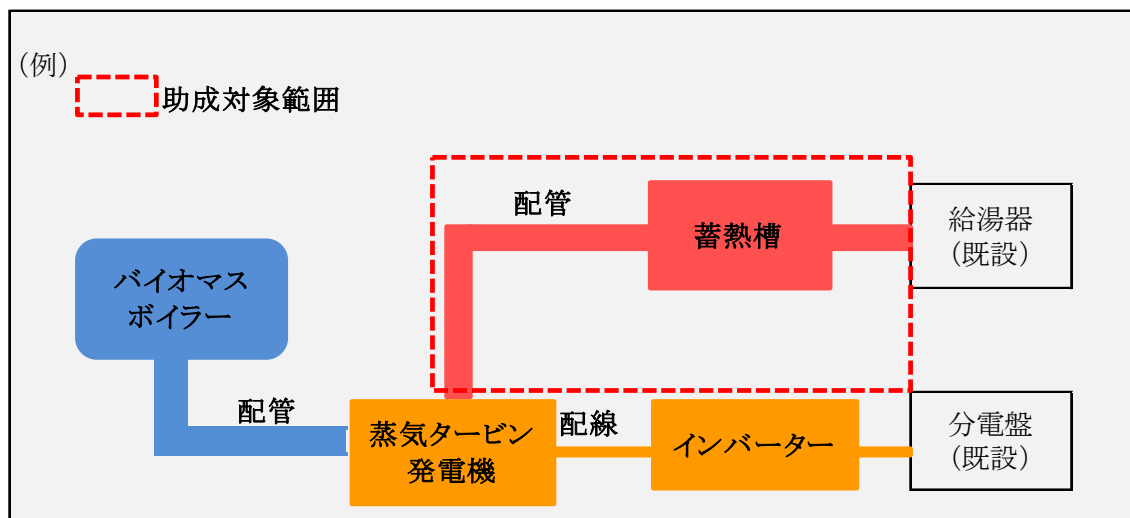 (例)
助成対象範囲
配管
蓄熱槽
給湯器
(既設)
バイオマス
ボイラー
配管
蒸気タービン
発電機
配線
インバーター
分電盤
(既設)